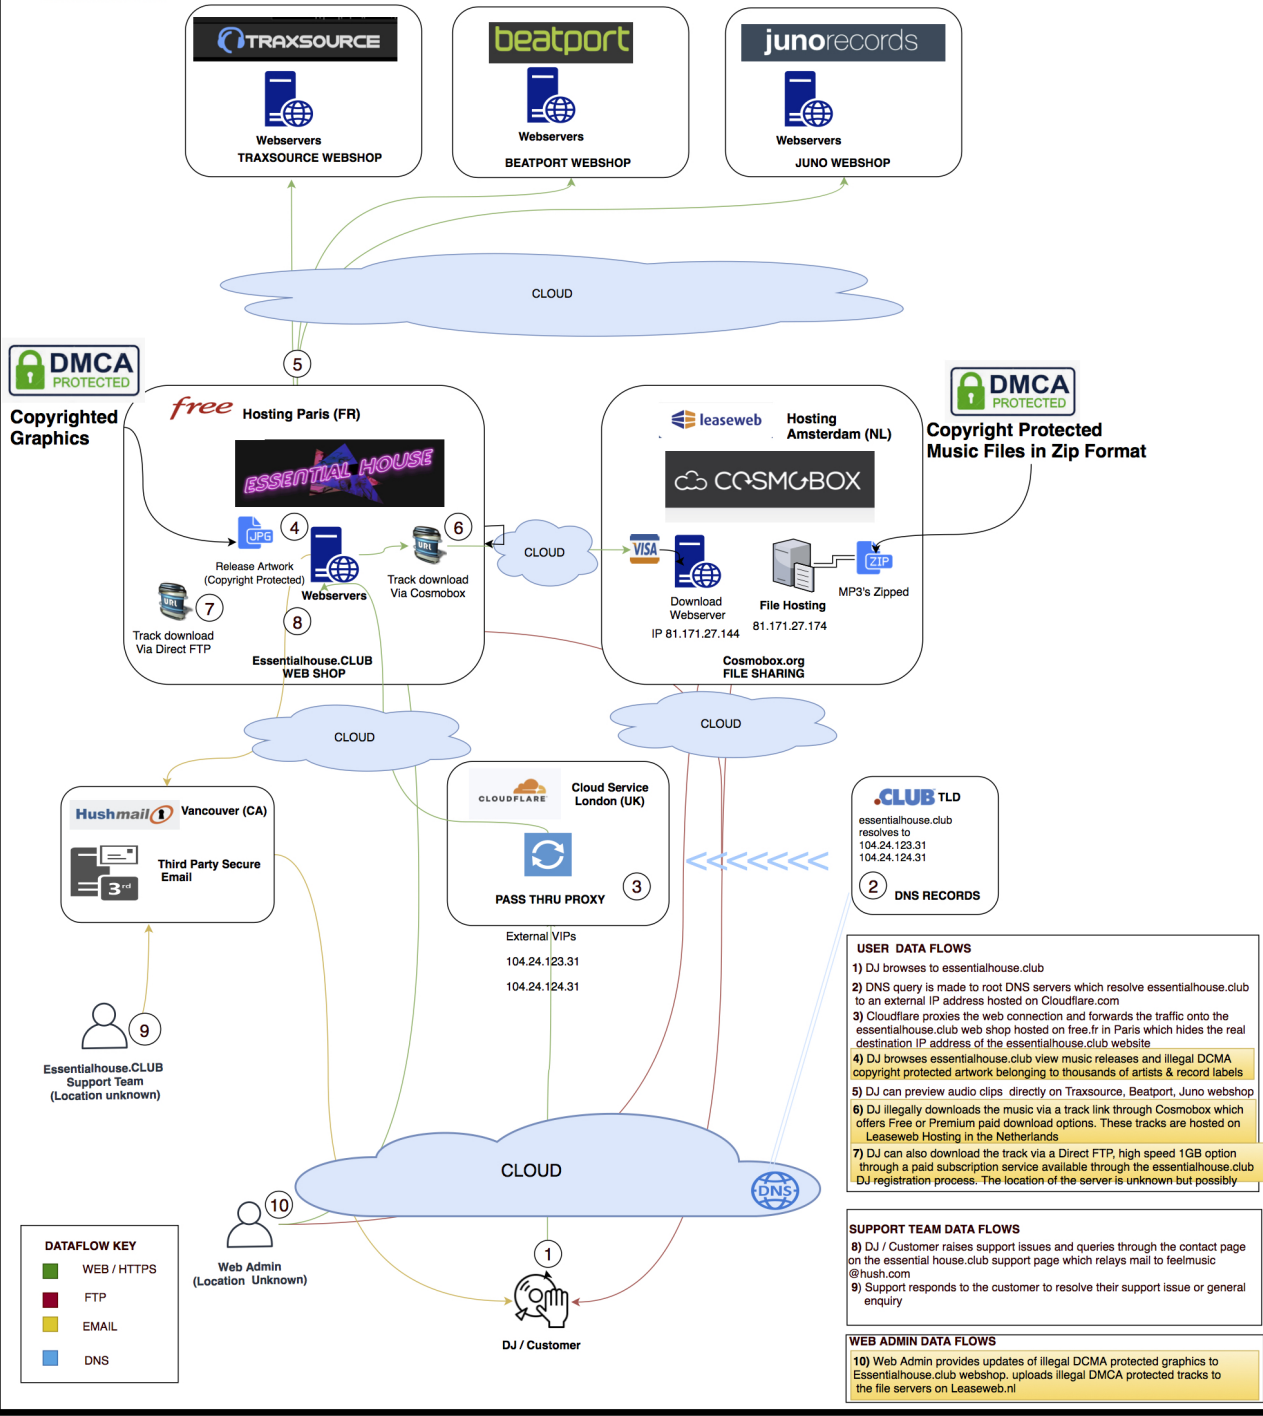 TRAXSOURCE
Webservers
TRAXSOURCE WEBSHOP
beatport
Webservers
BEATPORT WEBSHOP
junorecords
Webservers
JUNO WEBSHOP
CLOUD
5
DMCA
PROTECTED
Copyrighted
Graphics
free
Hosting Paris (FR)
ESSENTIAL HOUSE
JPG
4
Release Artwork
(Copyright Protected)
Webservers
URL
6
Track download
Via Cosmobox
URL
7
Track download
Via Direct FTP
8
Essentialhouse.CLUB
WEB SHOP
CLOUD
leaseweb
Hosting
Amsterdam (NL)
COSMOBOX
VISA
Download
Webserver
IP 81.171.27.144
File Hosting
81.171.27.174
ZIP
MP3's Zipped
Cosmobox.org
FILE SHARING
DMCA
PROTECTED
Copyright Protected
Music Files in Zip Format
CLOUD
CLOUD
Hushmail
Vancouver (CA)
3rd
Third Party Secure
Email
CLOUDFLARE
Cloud Service
London (UK)
3
PASS THRU PROXY
External VIPs
104.24.123.31
104.24.124.31
.CLUB TLD
essentialhouse.club
resolves to
104.24.123.31
104.24.124.31
2
DNS RECORDS
9
Essentialhouse.CLUB
Support Team
(Location unknown)
CLOUD
DNS
10
Web Admin
(Location Unknown)
1
DJ / Customer
DATAFLOW KEY
WEB / HTTPS
FTP
EMAIL
DNS
USER DATA FLOWS
1) DJ browses to essentialhouse.club
2) DNS query is made to root DNS servers which resolve essentialhouse.club
to an external IP address hosted on Cloudflare.com
3) Cloudflare proxies the web connection and forwards the traffic onto the
essentialhouse.club web shop hosted on free.fr in Paris which hides the real
destination IP address of the essentialhouse.club website
4) DJ browses essentialhouse.club view music releases and illegal DCMA
copyright protected artwork belonging to thousands of artists & record labels
5) DJ can preview audio clips directly on Traxsource, Beatport, Juno webshop
6) DJ illegally downloads the music via a track link through Cosmobox which
offers Free or Premium paid download options. These tracks are hosted on
Leaseweb Hosting in the Netherlands
7) DJ can also download the track via a Direct FTP, high speed 1GB option
through a paid subscription service available through the essentialhouse.club
DJ registration process. The location of the server is unknown but possibly
SUPPORT TEAM DATA FLOWS
8) DJ / Customer raises support issues and queries through the contact page
on the essential house.club support page which relays mail to feelmusic
@hush.com
9) Support responds to the customer to resolve their support issue or general
enquiry
WEB ADMIN DATA FLOWS
10) Web Admin provides updates of illegal DCMA protected graphics to
Essentialhouse.club webshop. uploads illegal DMCA protected tracks to
the file servers on Leaseweb.nl